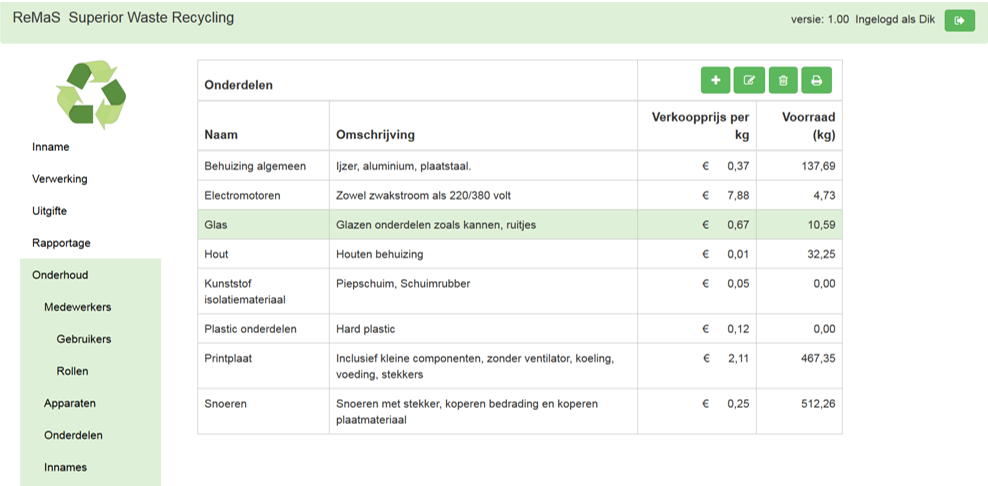 ReMaS Superior Waste Recycling
versie: 1.00 Ingelogd als Dik
Inname
Verwerking
Uitgifte
Rapportage
Onderhoud
Medewerkers
Gebruikers
Rollen
Apparaten
Onderdelen
Innames
Onderdelen
Naam Omschrijving Verkoopprijs per kg Voorraad (kg)
Behuizing algemeen Ijzer, aluminium, plaatstaal. € 0,37 137,69
Electromotoren Zowel zwakstroom als 220/380 volt € 7,88 4,73
Glas Glazen onderdelen zoals kannen, ruitjes € 0,67 10,59
Hout Houten behuizing € 0,01 32,25
Kunststof isolatiemateriaal Piepschuim, Schuimrubber € 0,05 0,00
Plastic onderdelen Hard plastic € 0,12 0,00
Printplaat Inclusief kleine componenten, zonder ventilator, koeling, voeding, stekkers € 2,11 467,35
Snoeren Snoeren met stekker, koperen bedrading en koperen plaatmateriaal € 0,25 512,26